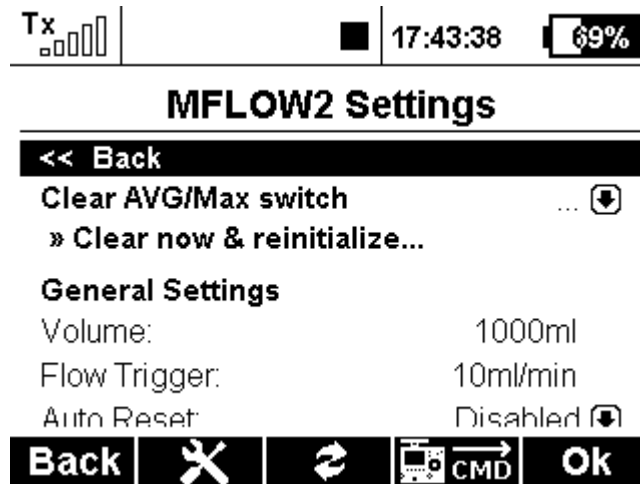 Tx 17:43:38 69%
MFLOW2 Settings
<< Back
Clear AVG/Max switch ...
» Clear now & reinitialize...
General Settings
Volume: 1000ml
Flow Trigger: 10ml/min
Auto Reset: Disabled
Back CMD Ok